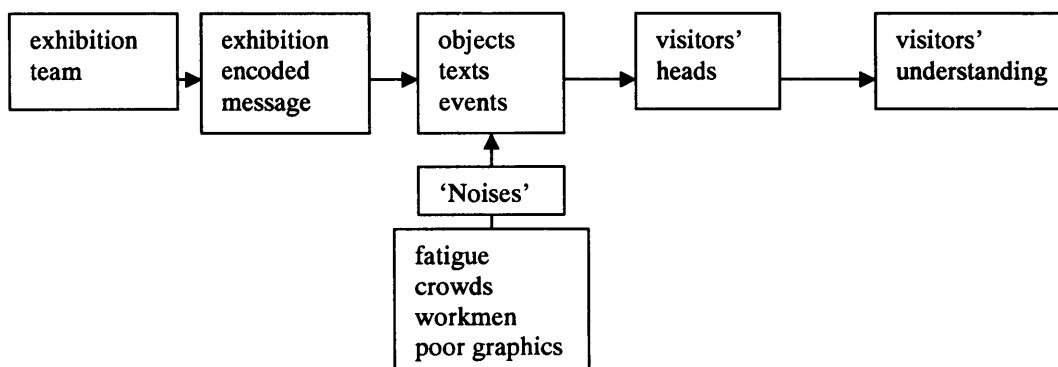 exhibition
team
exhibition
encoded
message
objects
texts
events
visitors'
heads
visitors'
understanding
‘Noises’
fatigue
crowds
workmen
poor graphics